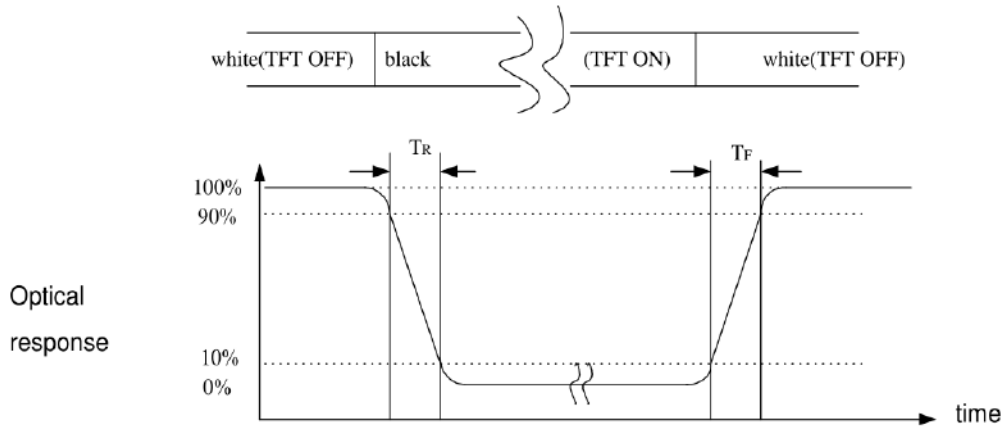 white(TFT OFF) black (TFT ON) white(TFT OFF)
TR TF
100%
90%
Optical
response
10%
0%
time